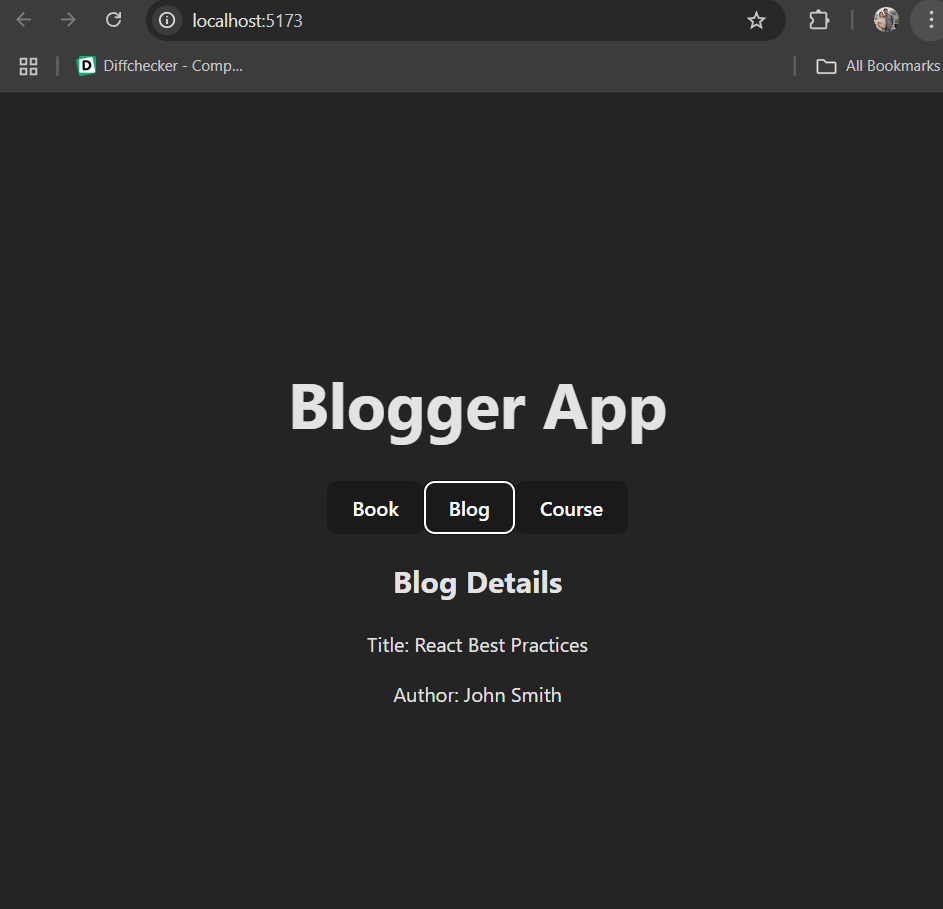 localhost:5173
D Diffchecker - Comp... All Bookmarks
Blogger App
Book Blog Course
Blog Details
Title: React Best Practices
Author: John Smith